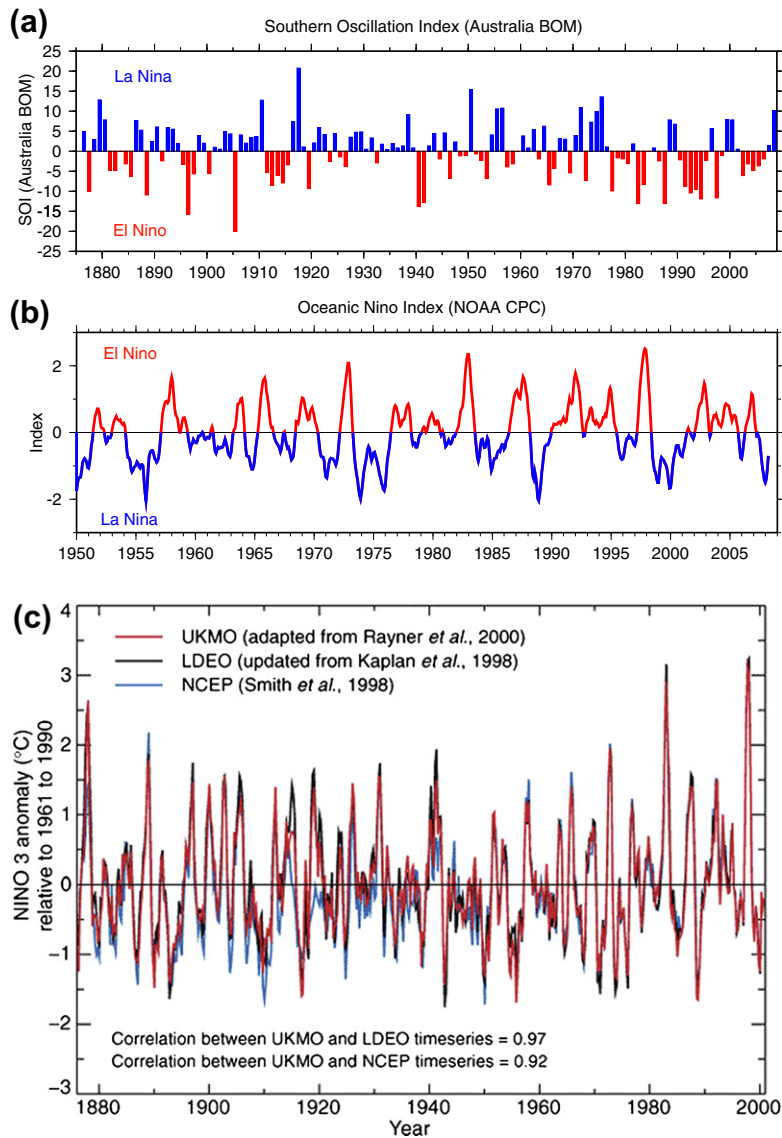 (a)
Southern Oscillation Index (Australia BOM)
25
20
15
10
5
0
-5
-10
-15
-20
-25
SOI (Australia BOM)
La Nina
El Nino
1880 1890 1900 1910 1920 1930 1940 1950 1960 1970 1980 1990 2000
(b)
Oceanic Nino Index (NOAA CPC)
2
0
-2
Index
El Nino
La Nina
1950 1955 1960 1965 1970 1975 1980 1985 1990 1995 2000 2005
(c)
4
3
2
1
0
−1
−2
−3
NINO 3 anomaly (°C)
relative to 1961 to 1990
UKMO (adapted from Rayner et al., 2000)
LDEO (updated from Kaplan et al., 1998)
NCEP (Smith et al., 1998)
Correlation between UKMO and LDEO timeseries = 0.97
Correlation between UKMO and NCEP timeseries = 0.92
1880 1900 1920 1940 1960 1980 2000
Year